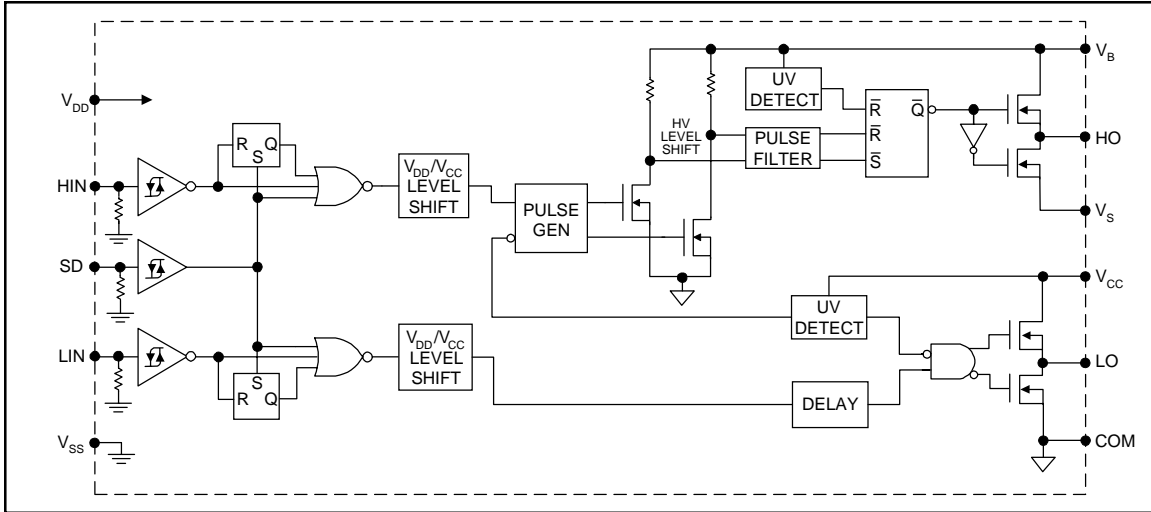 V_B
UV
DETECT
V_DD
R̅ Q̅
HV
LEVEL
SHIFT
PULSE
FILTER
R̅
S̅
HO
R Q
S
V_DD/V_CC
LEVEL
SHIFT
HIN
PULSE
GEN
V_S
SD
V_CC
UV
DETECT
V_DD/V_CC
LEVEL
SHIFT
LIN
LO
S
R Q
DELAY
V_SS
COM